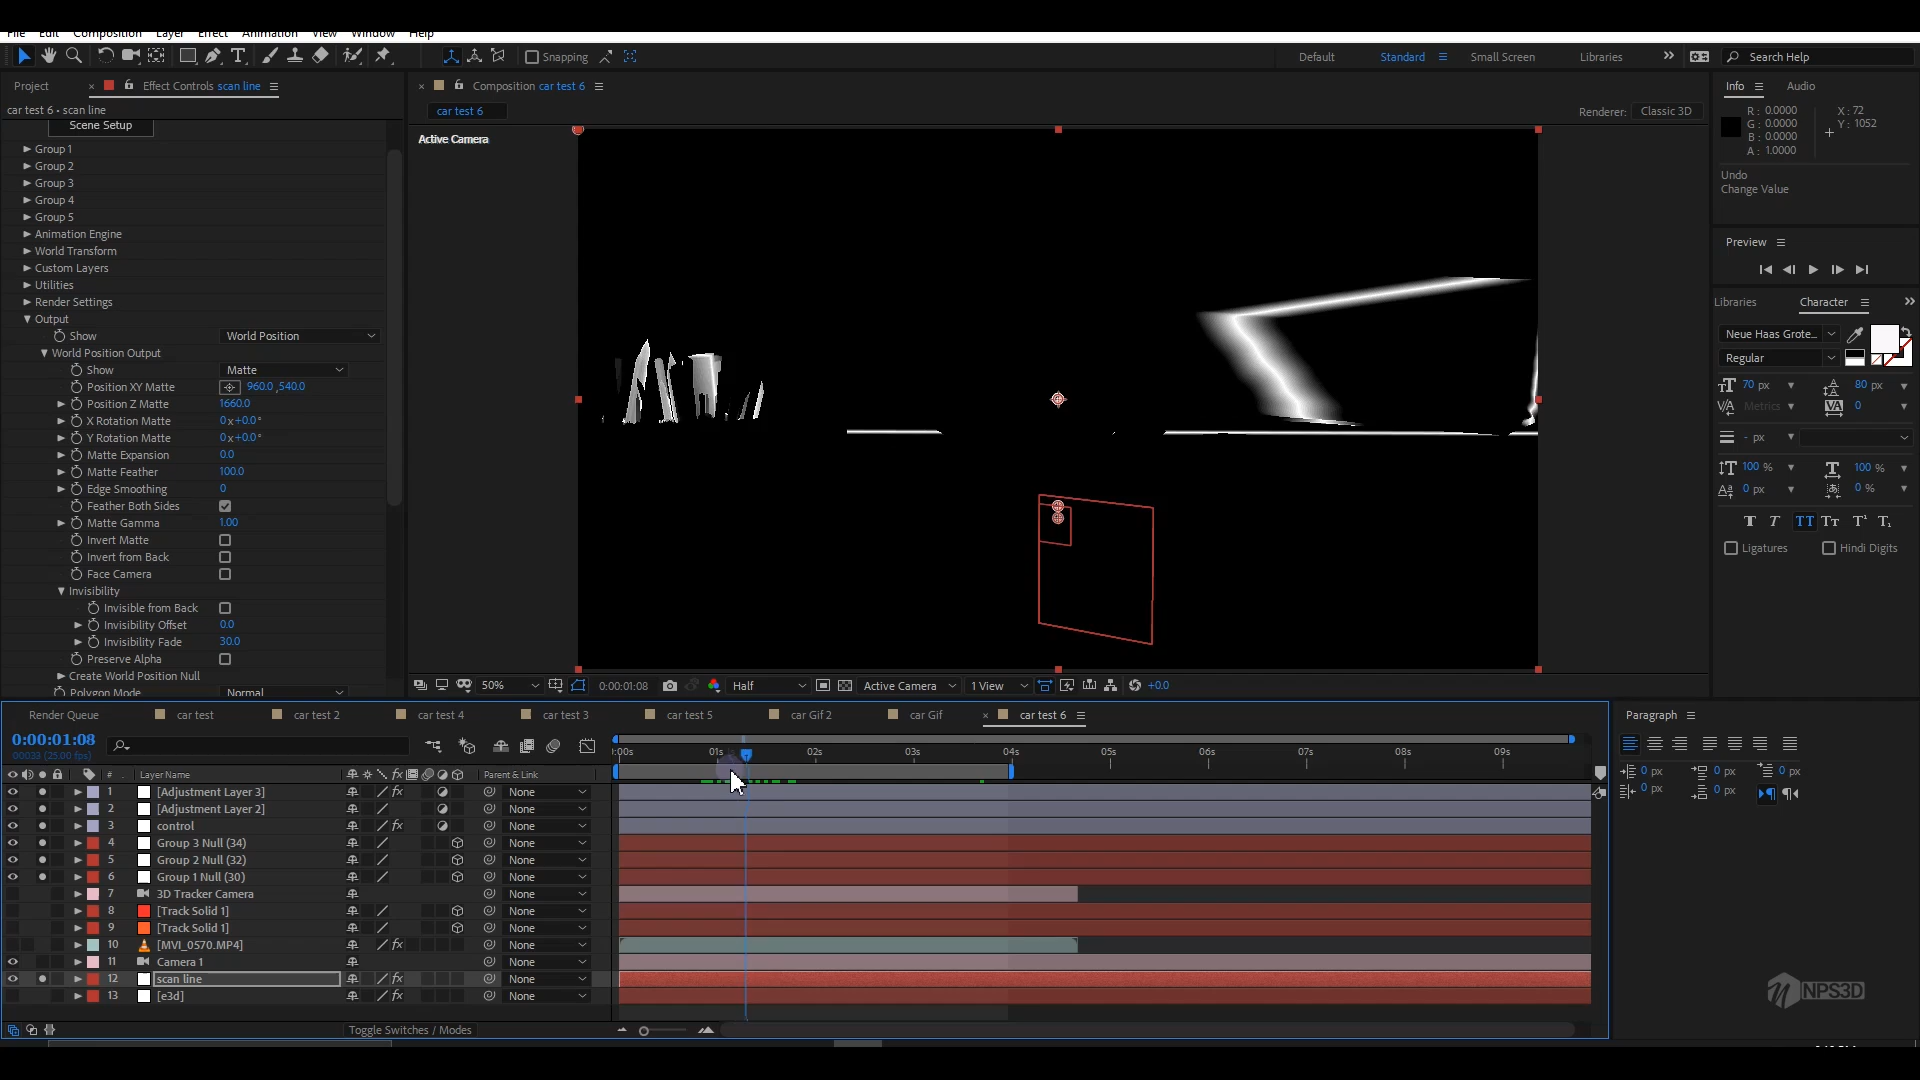 File Edit Composition Layer Effect Animation View Window Help
Snapping
Default Standard Small Screen Libraries Search Help
Project Effect Controls scan line
Composition car test 6
Info Audio
car test 6 • scan line
car test 6
Renderer: Classic 3D
R: 0.0000
G: 0.0000
B: 0.0000
A: 1.0000
X: 72
Y: 1052
Scene Setup
Active Camera
Group 1
Group 2
Group 3
Group 4
Group 5
Animation Engine
World Transform
Custom Layers
Utilities
Render Settings
Output
Show World Position
World Position Output
Show Matte
Position XY Matte 960.0 ,540.0
Position Z Matte 1660.0
X Rotation Matte 0 x+0.0°
Y Rotation Matte 0 x+0.0°
Matte Expansion 0.0
Matte Feather 100.0
Edge Smoothing 0
Feather Both Sides
Matte Gamma 1.00
Invert Matte
Invert from Back
Face Camera
Invisibility
Invisible from Back
Invisibility Offset 0.0
Invisibility Fade 30.0
Preserve Alpha
Create World Position Null
Polygon Mode Normal
Undo
Change Value
Preview
Libraries Character
Neue Haas Grote...
Regular
70 px 80 px
Metrics 0
- px
100 % 100 %
0 px 0 %
T T TT Tt T¹ T₁
Ligatures Hindi Digits
50% 0:00:01:08 Half Active Camera 1 View +0.0
Render Queue car test car test 2 car test 4 car test 3 car test 5 car Gif 2 car Gif car test 6
Paragraph
0:00:01:08
00033 (25.00 fps)
:00s 01s 02s 03s 04s 05s 06s 07s 08s 09s
0 px 0 px 0 px
0 px 0 px
# Layer Name Parent & Link
1 [Adjustment Layer 3] None
2 [Adjustment Layer 2] None
3 control None
4 Group 3 Null (34) None
5 Group 2 Null (32) None
6 Group 1 Null (30) None
7 3D Tracker Camera None
8 [Track Solid 1] None
9 [Track Solid 1] None
10 [MVI_0570.MP4] None
11 Camera 1 None
12 scan line None
13 [e3d] None
Toggle Switches / Modes
NPS3D